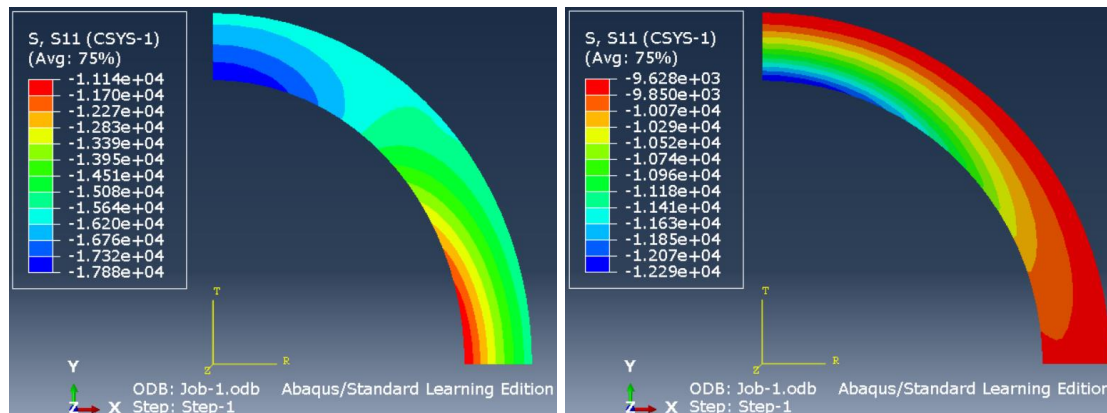 S, S11 (CSYS-1)
(Avg: 75%)
-1.114e+04
-1.170e+04
-1.227e+04
-1.283e+04
-1.339e+04
-1.395e+04
-1.451e+04
-1.508e+04
-1.564e+04
-1.620e+04
-1.676e+04
-1.732e+04
-1.788e+04
T
R
Z
Y
Z X
ODB: Job-1.odb Abaqus/Standard Learning Edition
Step: Step-1
S, S11 (CSYS-1)
(Avg: 75%)
-9.628e+03
-9.850e+03
-1.007e+04
-1.029e+04
-1.052e+04
-1.074e+04
-1.096e+04
-1.118e+04
-1.141e+04
-1.163e+04
-1.185e+04
-1.207e+04
-1.229e+04
T
R
Z
Y
Z X
ODB: Job-1.odb Abaqus/Standard Learning Edition
Step: Step-1